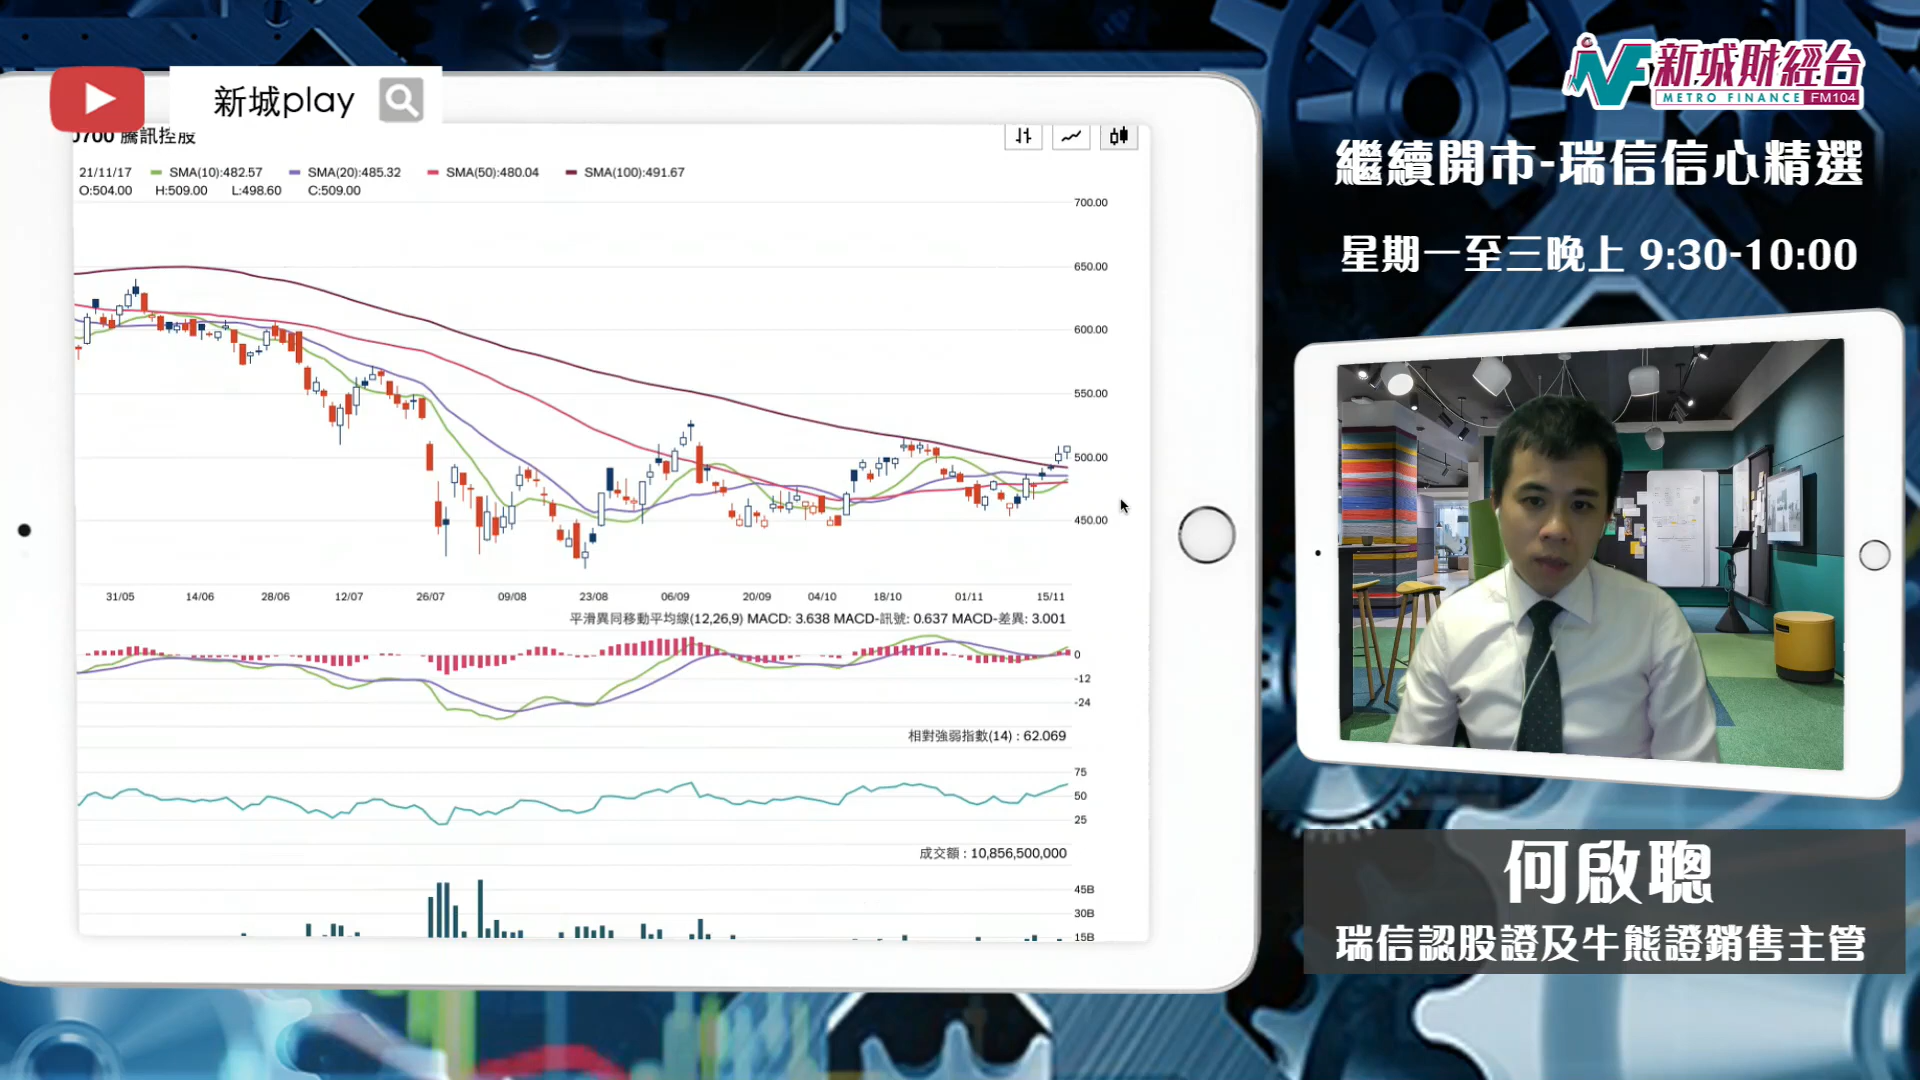 新城play
新城財經台
METRO FINANCE FM104
繼續開市-瑞信信心精選
星期一至三晚上 9:30-10:00
0700 騰訊控股
21/11/17 SMA(10):482.57 SMA(20):485.32 SMA(50):480.04 SMA(100):491.67
O:504.00 H:509.00 L:498.60 C:509.00
700.00
650.00
600.00
550.00
500.00
450.00
31/05 14/06 28/06 12/07 26/07 09/08 23/08 06/09 20/09 04/10 18/10 01/11 15/11
平滑異同移動平均線(12,26,9) MACD: 3.638 MACD-訊號: 0.637 MACD-差異: 3.001
0
-12
-24
相對強弱指數(14) : 62.069
75
50
25
成交額 : 10,856,500,000
45B
30B
15B
何啟聰
瑞信認股證及牛熊證銷售主管